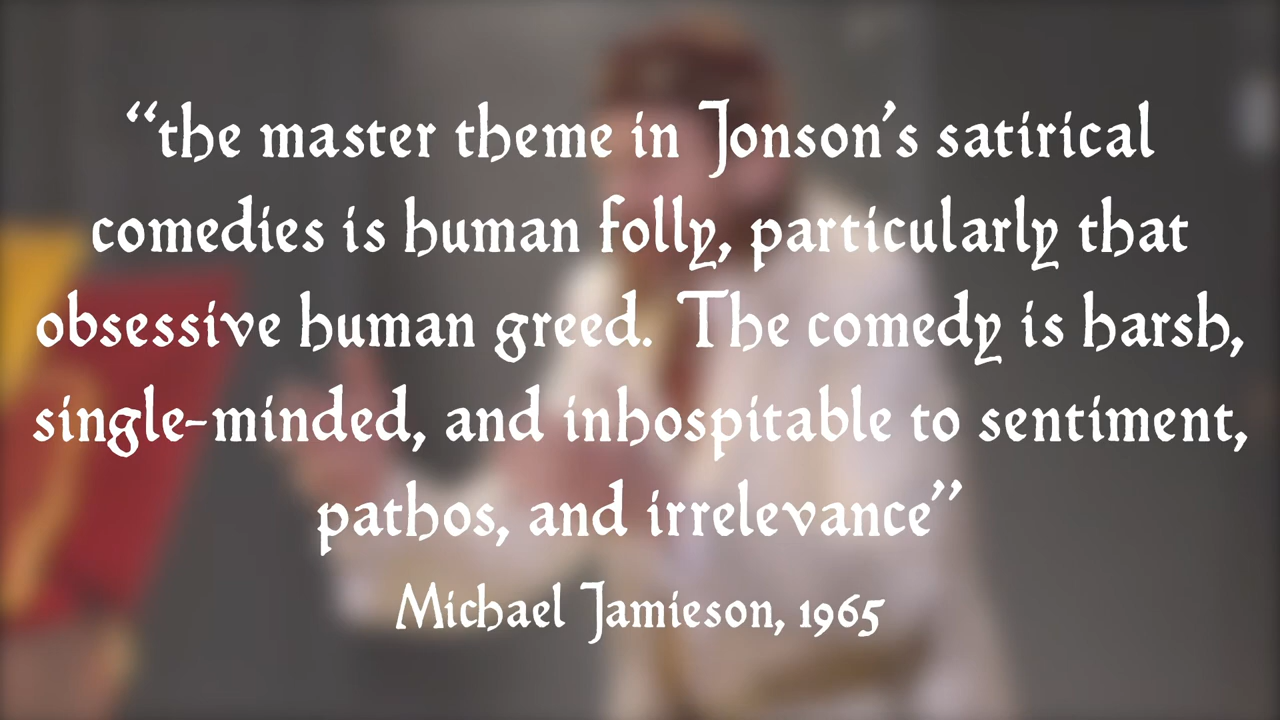 “the master theme in Jonson’s satirical
comedies is human folly, particularly that
obsessive human greed. The comedy is harsh,
single-minded, and inhospitable to sentiment,
pathos, and irrelevance”
Michael Jamieson, 1965